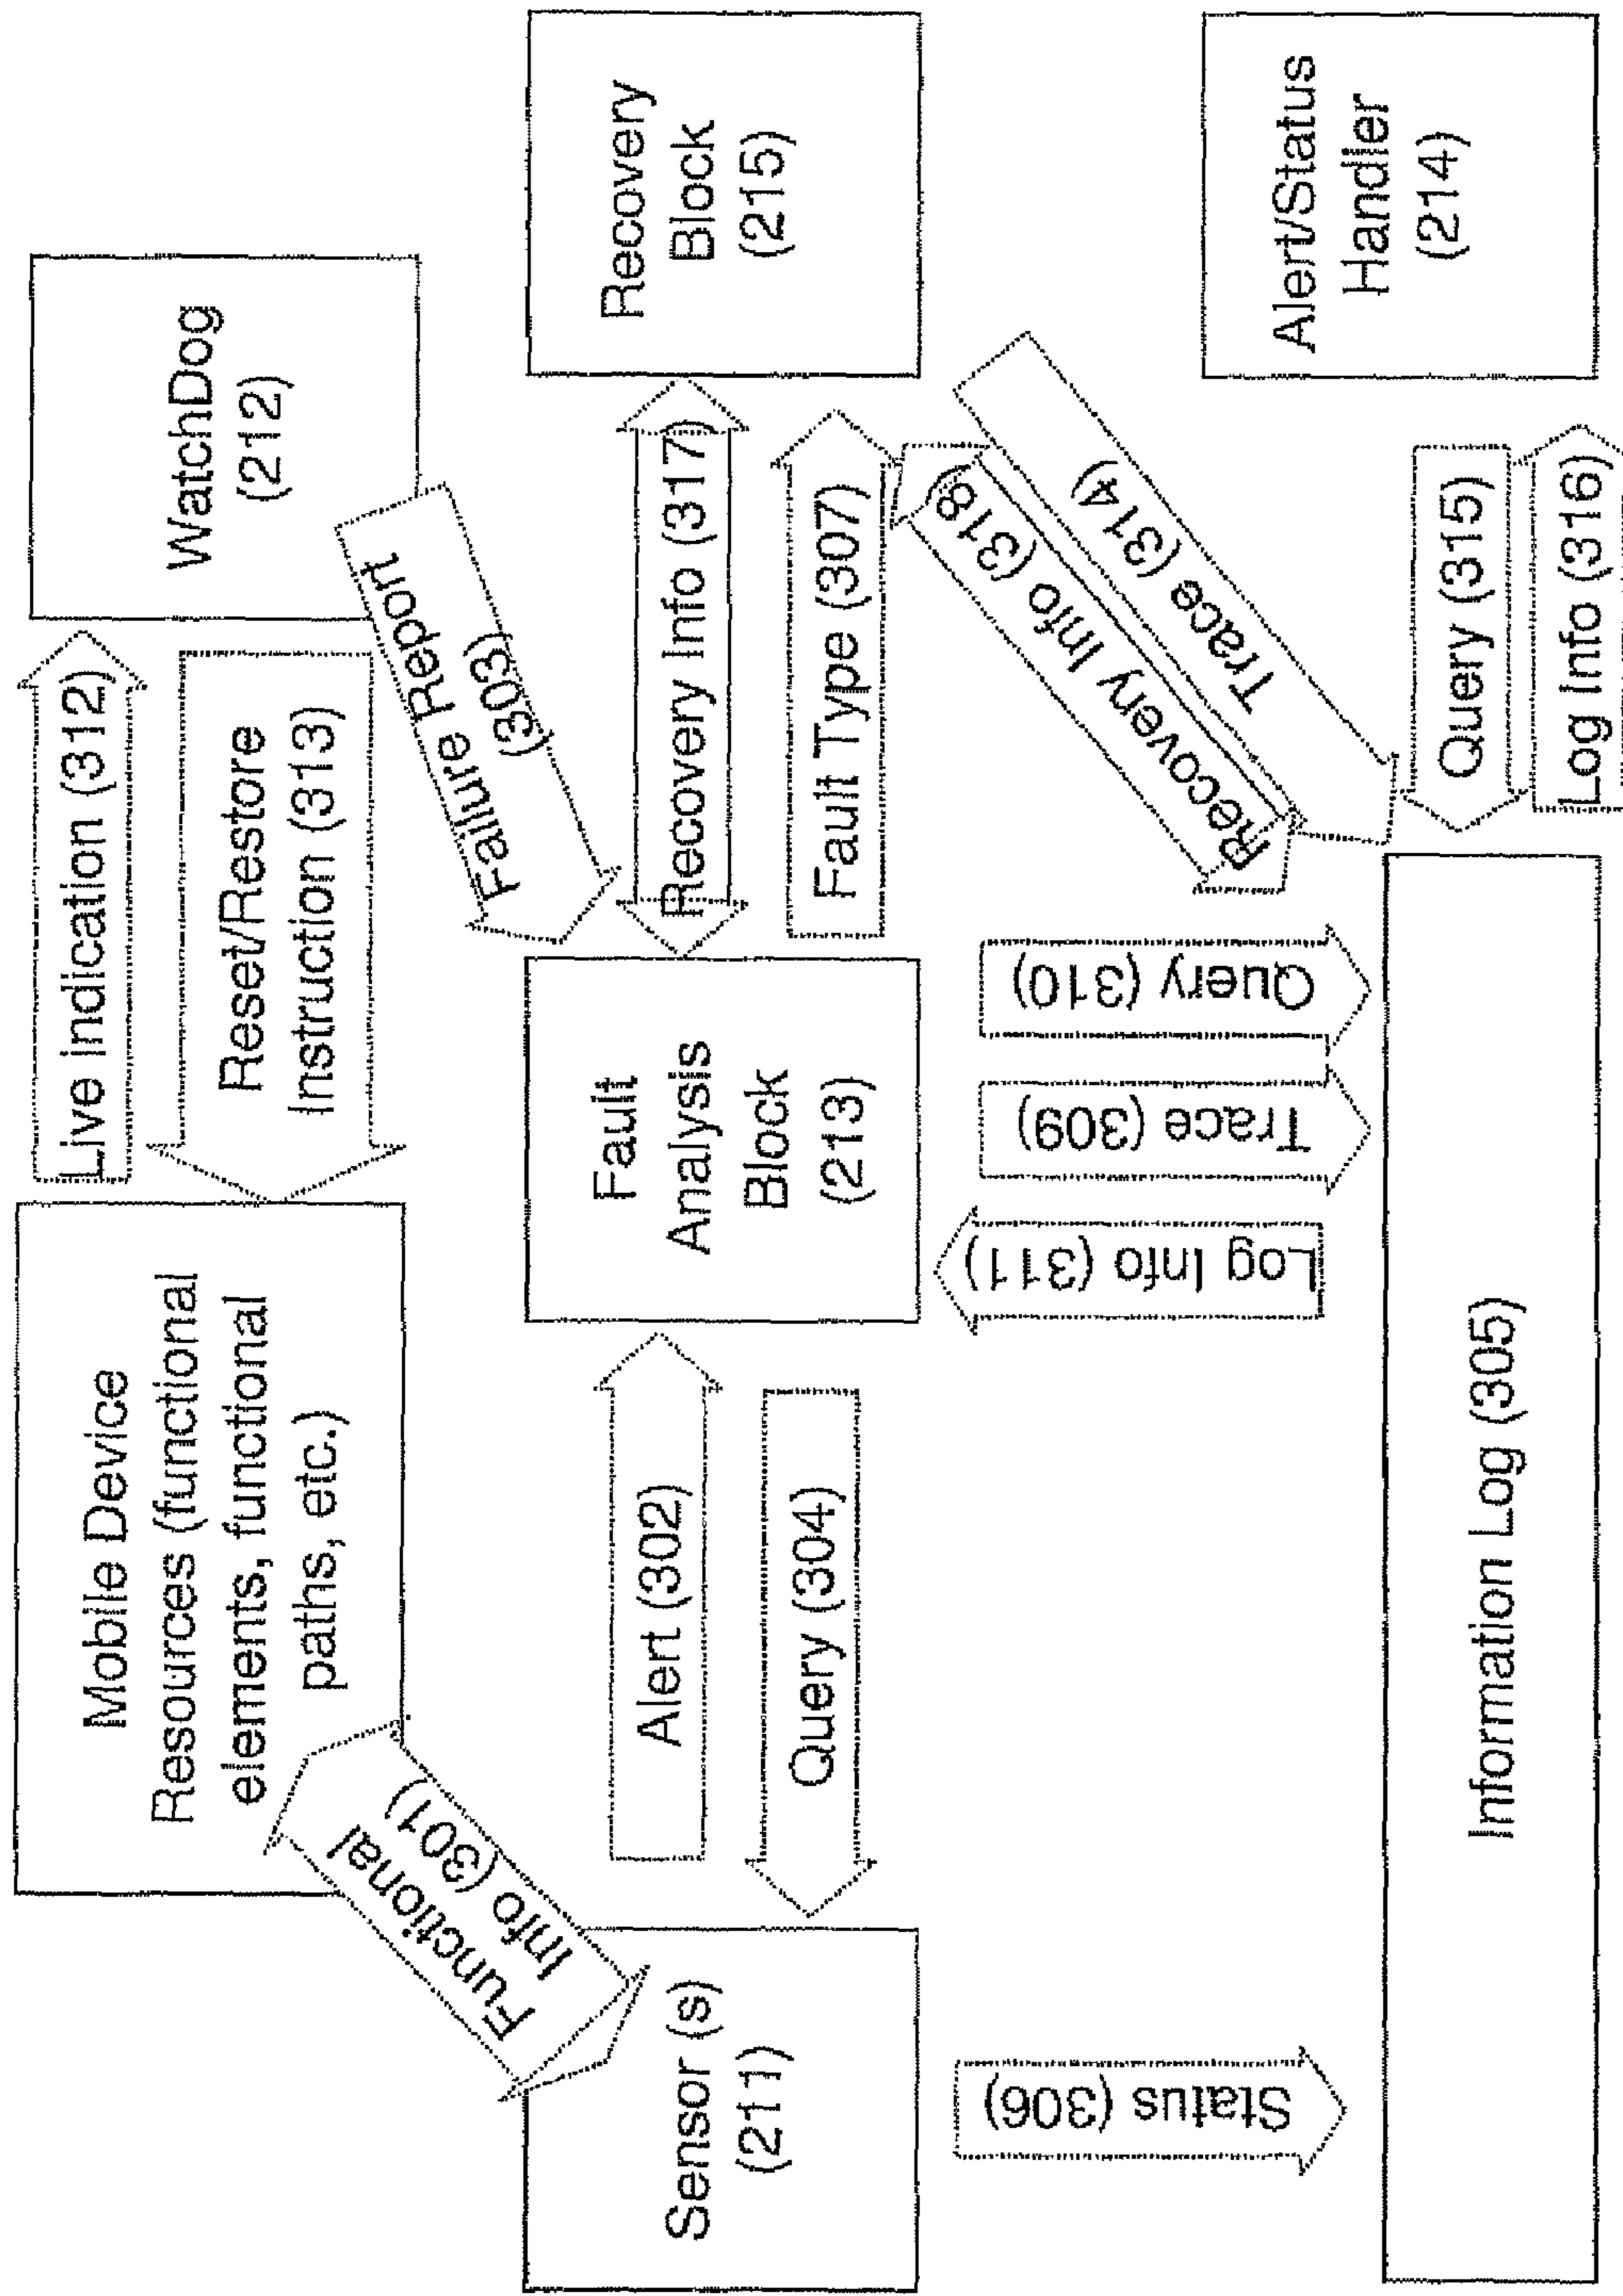 Mobile Device
Resources (functional
elements, functional
paths, etc.)
Live Indication (312)
Reset/Restore
Instruction (313)
WatchDog
(212)
Functional
Info (301)
Failure Report
(303)
Sensor (s)
(211)
Alert (302)
Query (304)
Fault
Analysis
Block
(213)
Recovery Info (317)
Fault Type (307)
Recovery
Block
(215)
Status (306)
Log Info (311)
Trace (309)
Query (310)
Recovery Info (318)
Trace (314)
Information Log (305)
Query (315)
Log Info (316)
Alert/Status
Handler
(214)